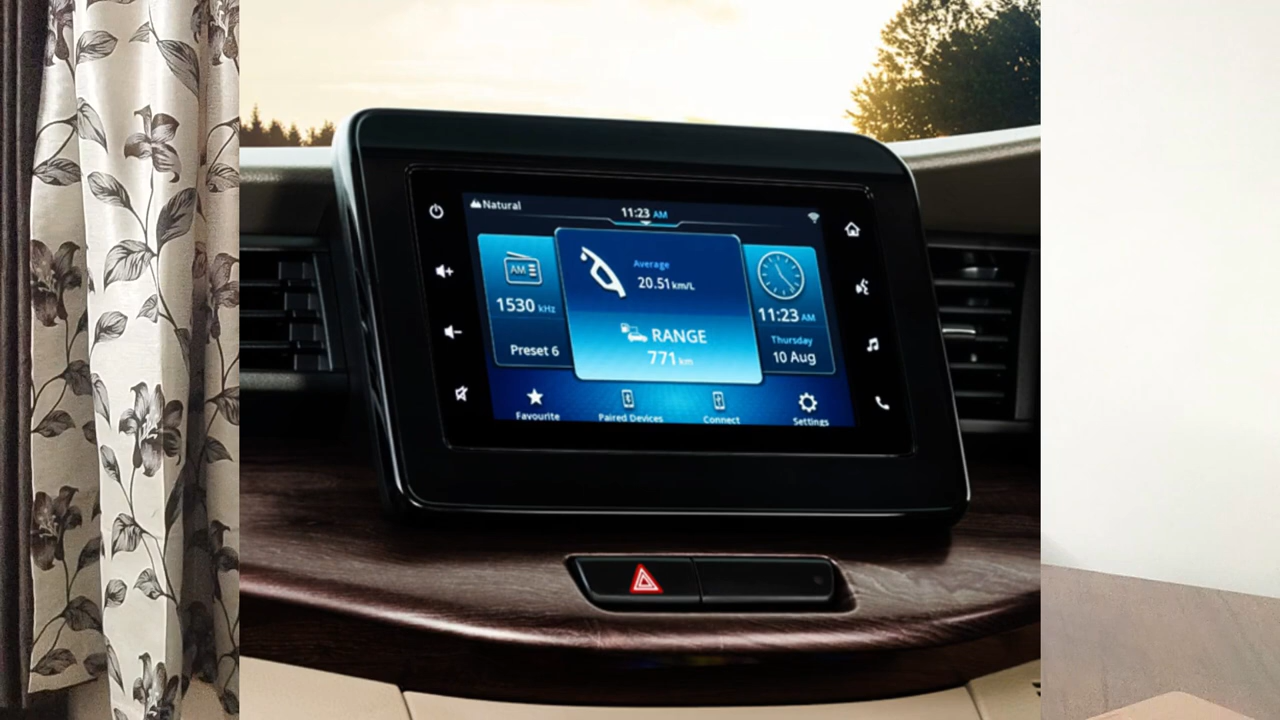 Natural
11:23 AM
AM
1530 kHz
Preset 6
Average
20.51 km/L
RANGE
771 km
11:23 AM
Thursday
10 Aug
Favourite
Paired Devices
Connect
Settings